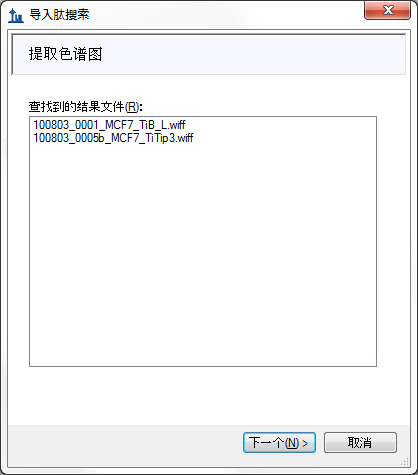 导入肽搜索
提取色谱图
查找到的结果文件(R):
100803_0001_MCF7_TiB_L.wiff
100803_0005b_MCF7_TiTip3.wiff
下一个(N) >
取消